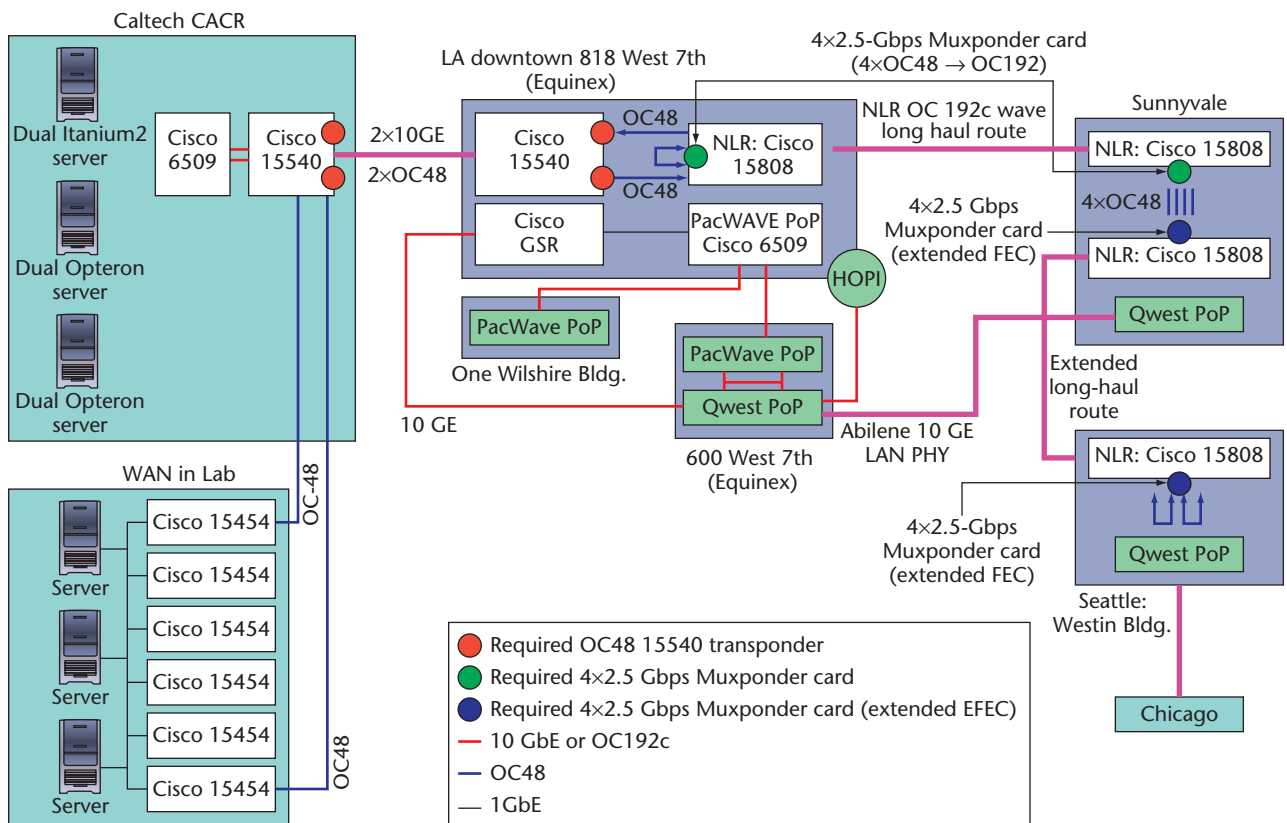 Caltech CACR
Dual Itanium2
server
Dual Opteron
server
Dual Opteron
server
Cisco
6509
Cisco
15540
2×10GE
2×OC48
LA downtown 818 West 7th
(Equinex)
Cisco
15540
OC48
OC48
NLR: Cisco
15808
Cisco
GSR
PacWAVE PoP
Cisco 6509
HOPI
4×2.5-Gbps Muxponder card
(4×OC48 → OC192)
NLR OC 192c wave
long haul route
Sunnyvale
NLR: Cisco 15808
4×OC48
4×2.5 Gbps
Muxponder card
(extended FEC)
NLR: Cisco 15808
Qwest PoP
PacWave PoP
One Wilshire Bldg.
PacWave PoP
Qwest PoP
600 West 7th
(Equinex)
10 GE
Abilene 10 GE
LAN PHY
Extended
long-haul
route
NLR: Cisco 15808
4×2.5-Gbps
Muxponder card
(extended FEC)
Qwest PoP
Seattle:
Westin Bldg.
Chicago
WAN in Lab
OC-48
OC48
Server
Server
Server
Cisco 15454
Cisco 15454
Cisco 15454
Cisco 15454
Cisco 15454
Cisco 15454
Required OC48 15540 transponder
Required 4×2.5 Gbps Muxponder card
Required 4×2.5 Gbps Muxponder card (extended EFEC)
10 GbE or OC192c
OC48
1GbE